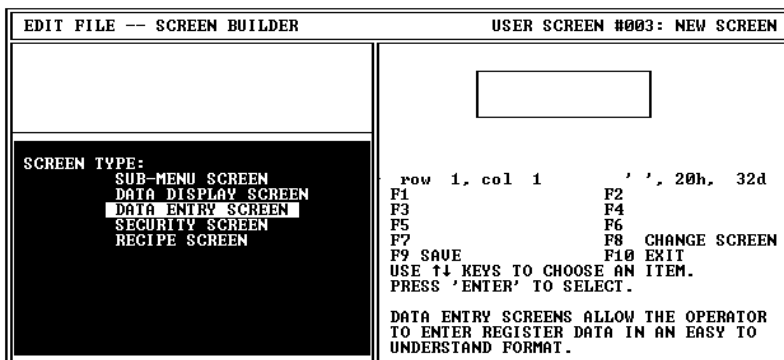 EDIT FILE -- SCREEN BUILDER USER SCREEN #003: NEW SCREEN
SCREEN TYPE:
SUB-MENU SCREEN
DATA DISPLAY SCREEN
DATA ENTRY SCREEN
SECURITY SCREEN
RECIPE SCREEN
row 1, col 1 ' ', 20h, 32d
F1 F2
F3 F4
F5 F6
F7 F8 CHANGE SCREEN
F9 SAVE F10 EXIT
USE ↑↓ KEYS TO CHOOSE AN ITEM.
PRESS 'ENTER' TO SELECT.
DATA ENTRY SCREENS ALLOW THE OPERATOR
TO ENTER REGISTER DATA IN AN EASY TO
UNDERSTAND FORMAT.